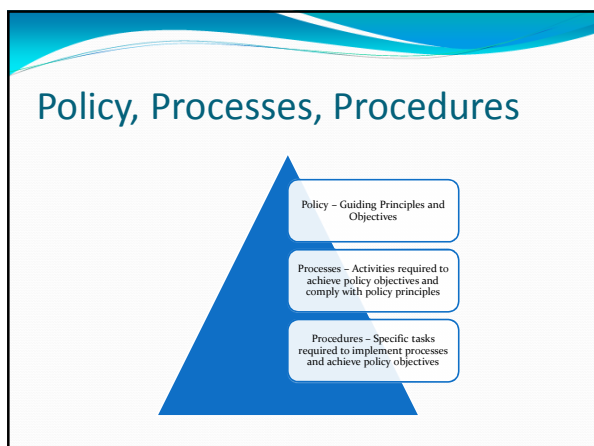 Policy, Processes, Procedures
Policy – Guiding Principles and
Objectives
Processes – Activities required to
achieve policy objectives and
comply with policy principles
Procedures – Specific tasks
required to implement processes
and achieve policy objectives